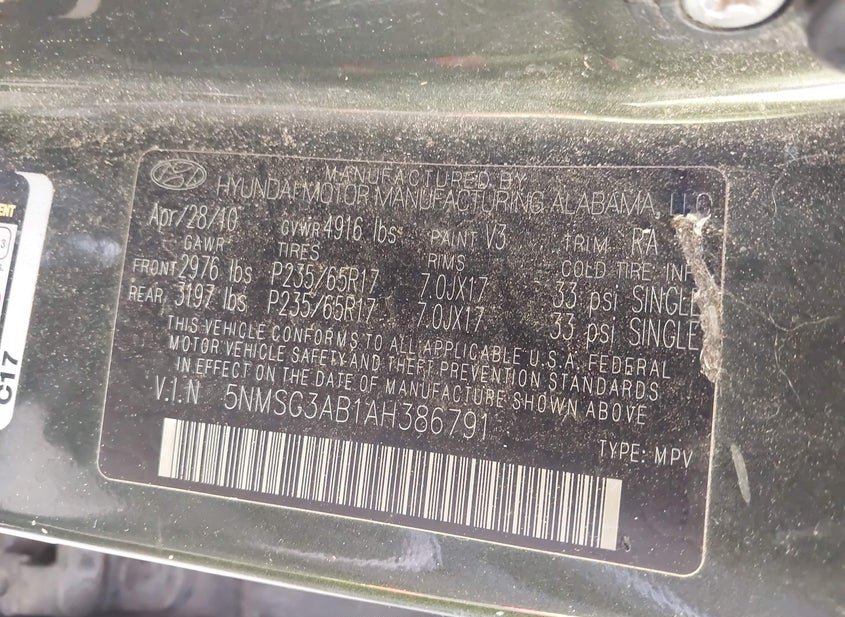 MANUFACTURED BY
HYUNDAI MOTOR MANUFACTURING ALABAMA, LLC
Apr/28/10 GVWR 4916 lbs PAINT V3 TRIM RA
GAWR TIRES RIMS COLD TIRE INF
FRONT 2976 lbs P235/65R17 7.0JX17 33 psi SINGLE
REAR 3197 lbs P235/65R17 7.0JX17 33 psi SINGLE
THIS VEHICLE CONFORMS TO ALL APPLICABLE U.S.A. FEDERAL
MOTOR VEHICLE SAFETY AND THEFT PREVENTION STANDARDS
IN EFFECT ON THE DATE OF MANUFACTURE SHOWN ABOVE
V.I.N 5NMSG3AB1AH386791
TYPE: MPV
C17